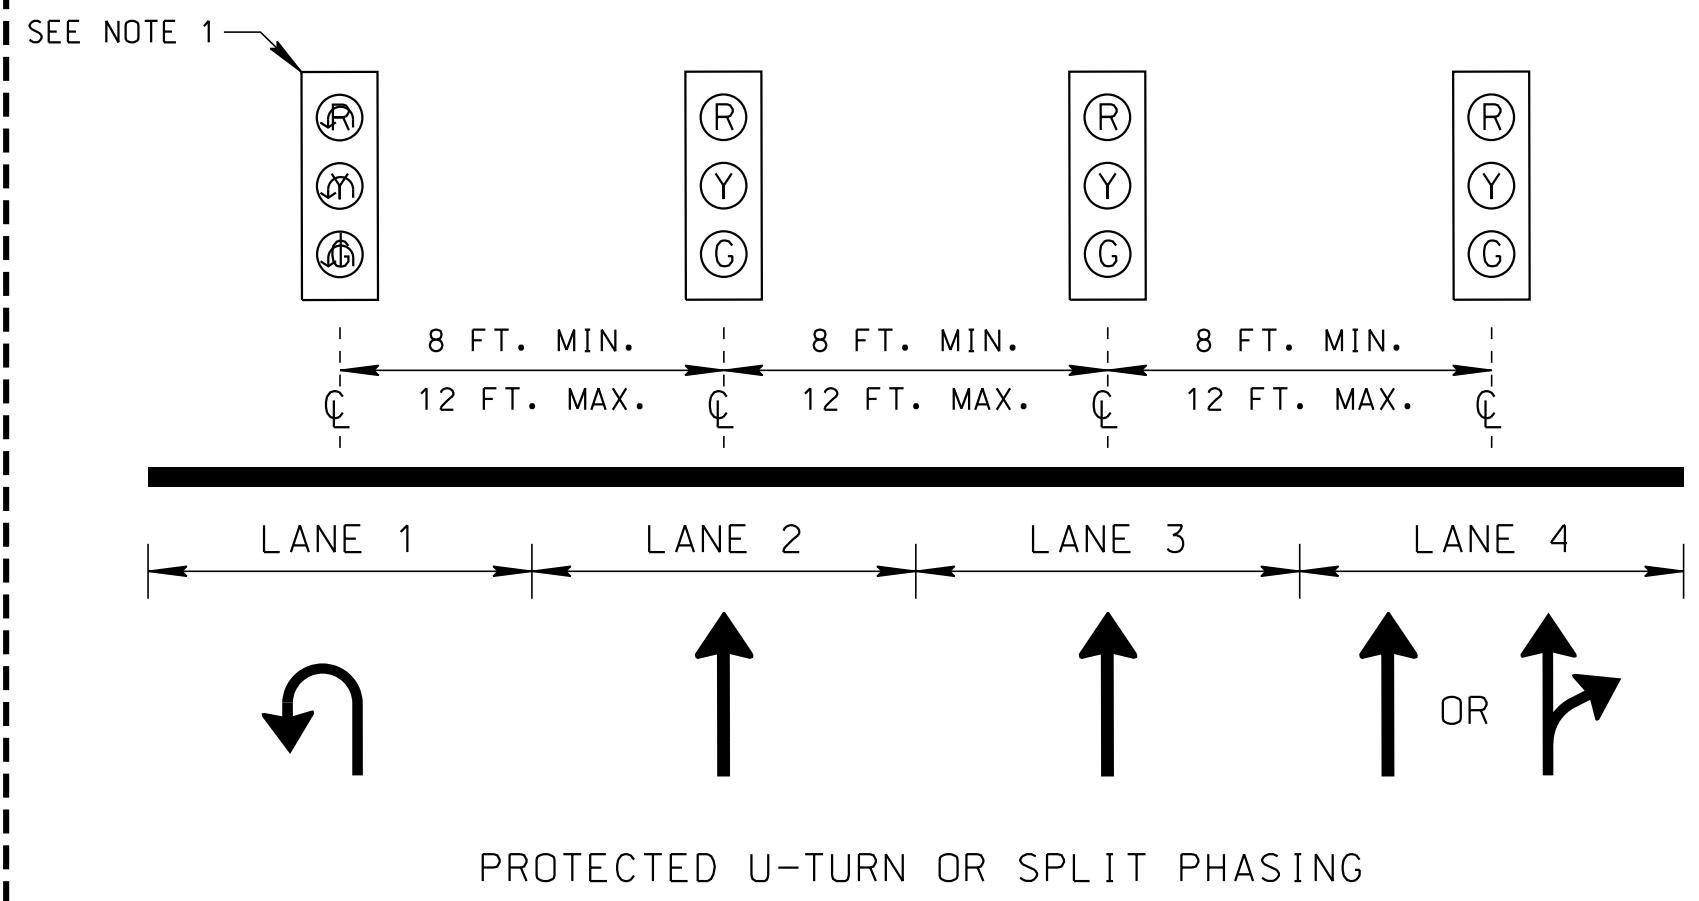 SEE NOTE 1
R R R R
Y Y Y Y
G G G G
8 FT. MIN. 8 FT. MIN. 8 FT. MIN.
12 FT. MAX. 12 FT. MAX. 12 FT. MAX.
℄ ℄ ℄ ℄
LANE 1 LANE 2 LANE 3 LANE 4
OR
PROTECTED U-TURN OR SPLIT PHASING